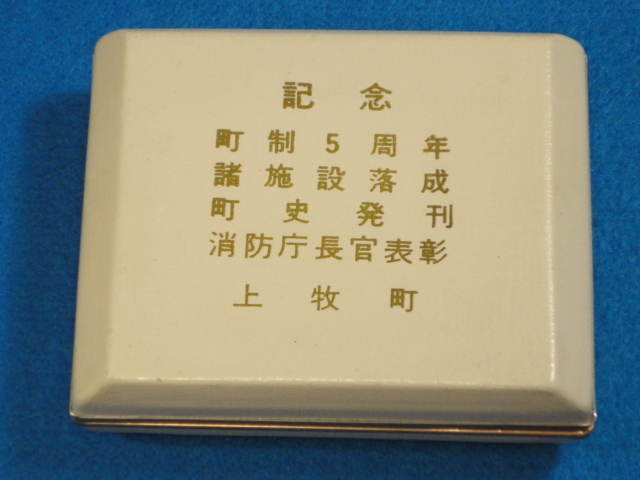 記念
町制5周年
諸施設落成
町史発刊
消防庁長官表彰
上牧町